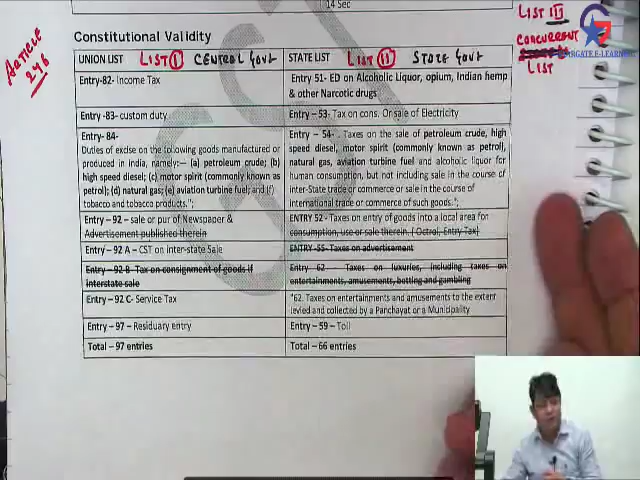 14 Sec
LIST III
CONCURRENT
LIST
ARTICLE
246
Constitutional Validity
UNION LIST LIST I CENTRAL GOVT
STATE LIST LIST II STATE GOVT
Entry-82- Income Tax
Entry 51- ED on Alcoholic Liquor, opium, Indian hemp
& other Narcotic drugs
Entry -83- custom duty
Entry – 53- Tax on cons. Or sale of Electricity
Entry- 84-
Duties of excise on the following goods manufactured or
produced in India, namely:— (a) petroleum crude; (b)
high speed diesel; (c) motor spirit (commonly known as
petrol); (d) natural gas; (e) aviation turbine fuel; and (f)
tobacco and tobacco products.";
Entry – 54- . Taxes on the sale of petroleum crude, high
speed diesel, motor spirit (commonly known as petrol),
natural gas, aviation turbine fuel and alcoholic liquor for
human consumption, but not including sale in the course of
inter-State trade or commerce or sale in the course of
international trade or commerce of such goods.";
Entry – 92 – sale or pur of Newspaper &
Advertisement published therein
ENTRY 52 - Taxes on entry of goods into a local area for
consumption, use or sale therein. ( Octroi, Entry Tax)
Entry – 92 A – CST on inter-state Sale
ENTRY -55- Taxes on advertisement
Entry – 92 B- Tax on consignment of goods if
interstate sale
Entry 62 - Taxes on luxuries, including taxes on
entertainments, amusements, betting and gambling
Entry – 92 C- Service Tax
"62. Taxes on entertainments and amusements to the extent
levied and collected by a Panchayat or a Municipality
Entry – 97 – Residuary entry
Entry – 59 – Toll
Total – 97 entries
Total – 66 entries
GST